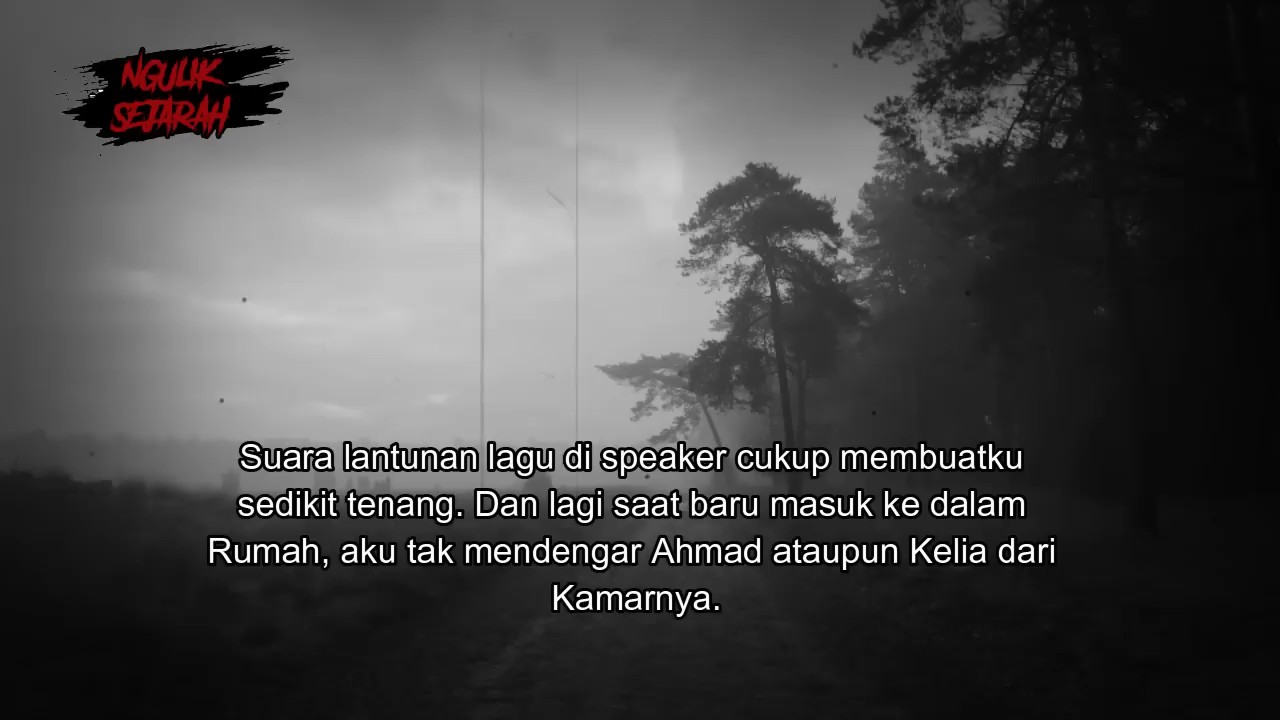 NGULIK
SEJARAH
Suara lantunan lagu di speaker cukup membuatku
sedikit tenang. Dan lagi saat baru masuk ke dalam
Rumah, aku tak mendengar Ahmad ataupun Kelia dari
Kamarnya.